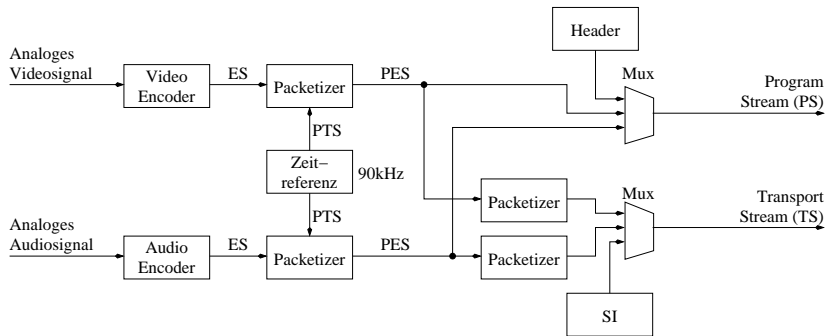 Header
Analoges
Videosignal
Video
Encoder
ES
Packetizer
PES
Mux
Program
Stream (PS)
PTS
Zeit–
referenz
90kHz
PTS
Packetizer
Mux
Transport
Stream (TS)
Analoges
Audiosignal
Audio
Encoder
ES
Packetizer
PES
Packetizer
SI